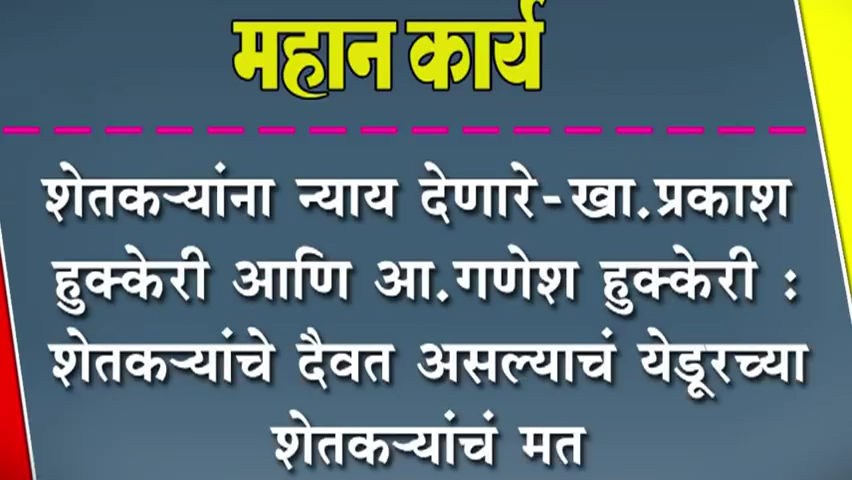 महान कार्य
शेतकऱ्यांना न्याय देणारे-खा.प्रकाश
हुक्केरी आणि आ.गणेश हुक्केरी :
शेतकऱ्यांचे दैवत असल्याचं येडूरच्या
शेतकऱ्यांचं मत